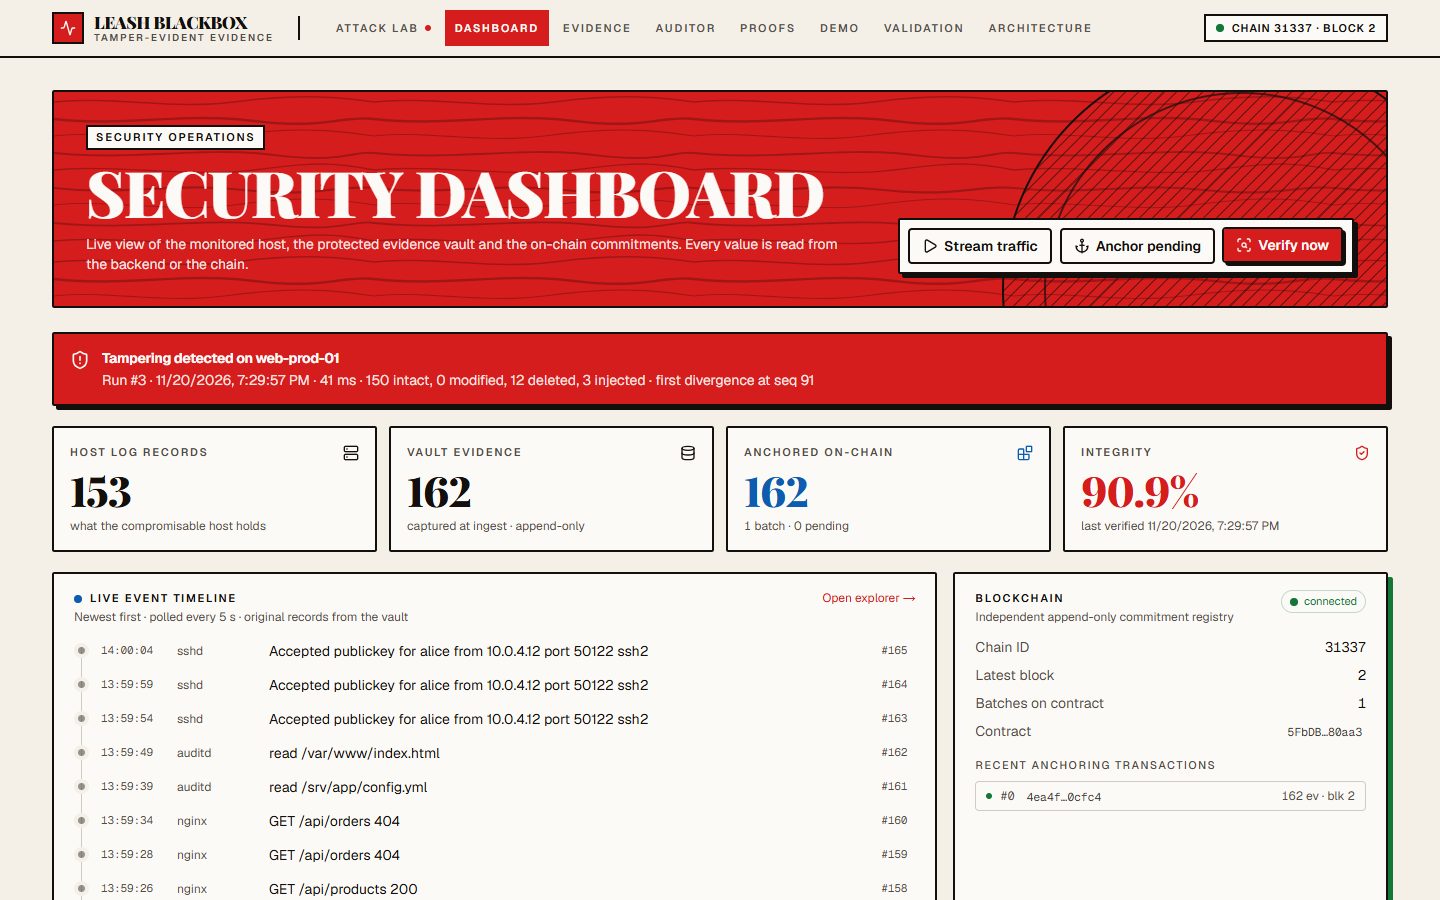 LEASH BLACKBOX
TAMPER-EVIDENT EVIDENCE
ATTACK LAB
DASHBOARD
EVIDENCE
AUDITOR
PROOFS
DEMO
VALIDATION
ARCHITECTURE
CHAIN 31337 · BLOCK 2
SECURITY OPERATIONS
SECURITY DASHBOARD
Live view of the monitored host, the protected evidence vault and the on-chain commitments. Every value is read from
the backend or the chain.
Stream traffic
Anchor pending
Verify now
Tampering detected on web-prod-01
Run #3 · 11/20/2026, 7:29:57 PM · 41 ms · 150 intact, 0 modified, 12 deleted, 3 injected · first divergence at seq 91
HOST LOG RECORDS
153
what the compromisable host holds
VAULT EVIDENCE
162
captured at ingest · append-only
ANCHORED ON-CHAIN
162
1 batch · 0 pending
INTEGRITY
90.9%
last verified 11/20/2026, 7:29:57 PM
LIVE EVENT TIMELINE
Open explorer →
Newest first · polled every 5 s · original records from the vault
14:00:04 sshd Accepted publickey for alice from 10.0.4.12 port 50122 ssh2 #165
13:59:59 sshd Accepted publickey for alice from 10.0.4.12 port 50122 ssh2 #164
13:59:54 sshd Accepted publickey for alice from 10.0.4.12 port 50122 ssh2 #163
13:59:49 auditd read /var/www/index.html #162
13:59:39 auditd read /srv/app/config.yml #161
13:59:34 nginx GET /api/orders 404 #160
13:59:28 nginx GET /api/orders 404 #159
13:59:26 nginx GET /api/products 200 #158
BLOCKCHAIN
connected
Independent append-only commitment registry
Chain ID 31337
Latest block 2
Batches on contract 1
Contract 5FbDB…80aa3
RECENT ANCHORING TRANSACTIONS
#0 4ea4f…0cfc4 162 ev · blk 2